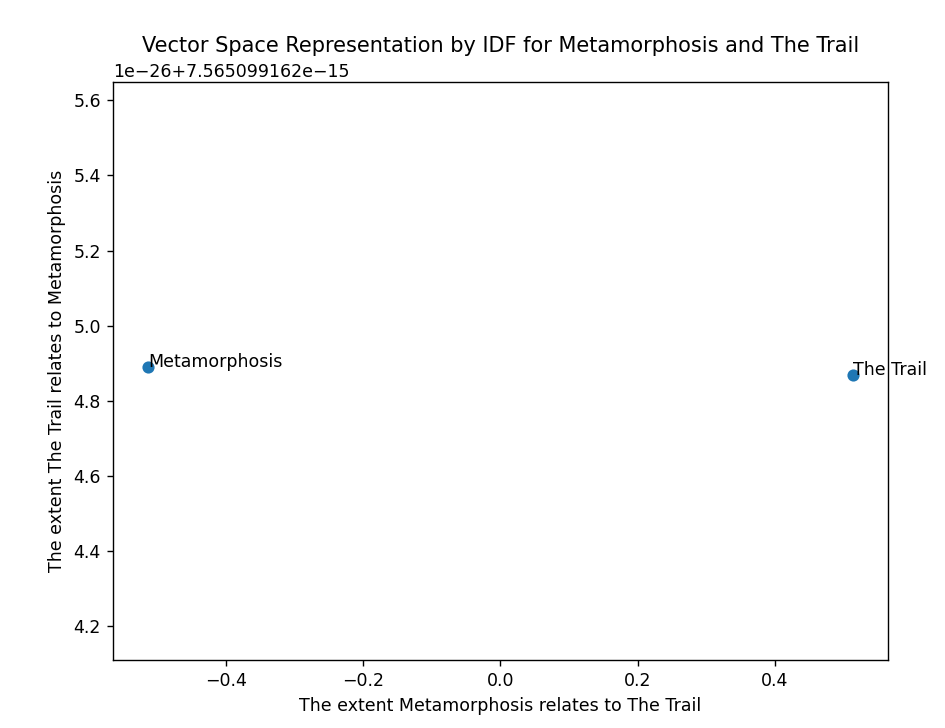 Vector Space Representation by IDF for Metamorphosis and The Trail
1e−26+7.565099162e−15
5.6
5.4
5.2
5.0
4.8
4.6
4.4
4.2
The extent The Trail relates to Metamorphosis
Metamorphosis
The Trail
−0.4
−0.2
0.0
0.2
0.4
The extent Metamorphosis relates to The Trail